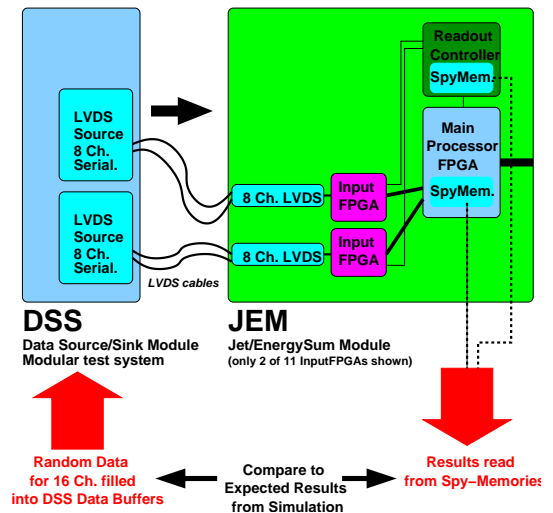 Readout
Controller
SpyMem.
LVDS
Source
8 Ch.
Serial.
Main
Processor
FPGA
SpyMem.
LVDS
Source
8 Ch.
Serial.
8 Ch. LVDS
Input
FPGA
8 Ch. LVDS
Input
FPGA
LVDS cables
DSS
Data Source/Sink Module
Modular test system
JEM
Jet/EnergySum Module
(only 2 of 11 InputFPGAs shown)
Random Data
for 16 Ch. filled
into DSS Data Buffers
Compare to
Expected Results
from Simulation
Results read
from Spy−Memories